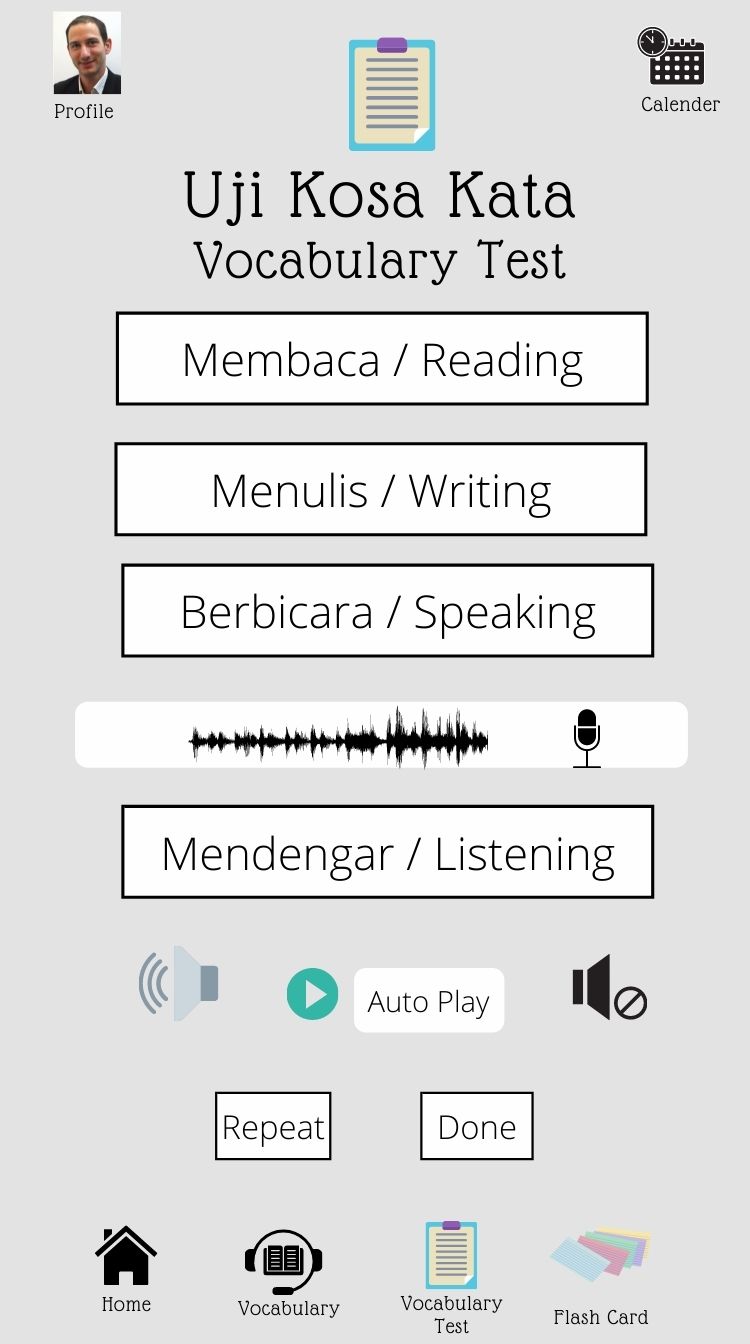 Profile
Calender
Uji Kosa Kata
Vocabulary Test
Membaca / Reading
Menulis / Writing
Berbicara / Speaking
Mendengar / Listening
Auto Play
Repeat
Done
Home
Vocabulary
Vocabulary
Test
Flash Card